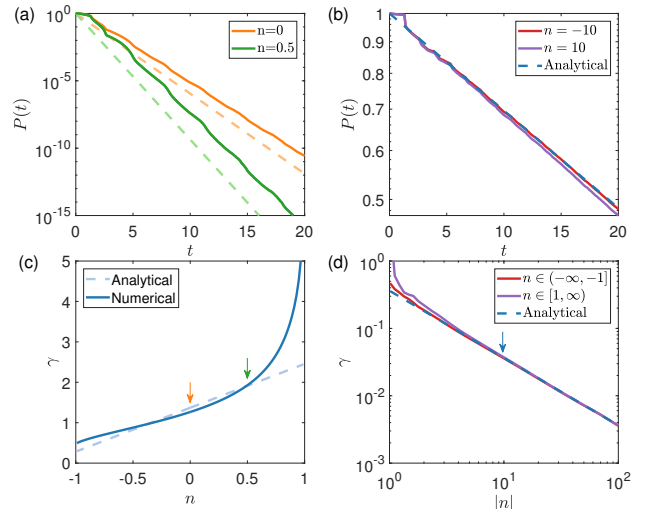 (a)
10^0
10^-5
10^-10
10^-15
P(t)
0 5 10 15 20
t
n=0
n=0.5
(b)
1
0.9
0.8
0.7
0.6
0.5
P(t)
0 5 10 15 20
t
n = −10
n = 10
Analytical
(c)
5
4
3
2
1
0
γ
-1 -0.5 0 0.5 1
n
Analytical
Numerical
(d)
10^0
10^-1
10^-2
10^-3
γ
10^0 10^1 10^2
|n|
n ∈ (−∞, −1]
n ∈ [1, ∞)
Analytical